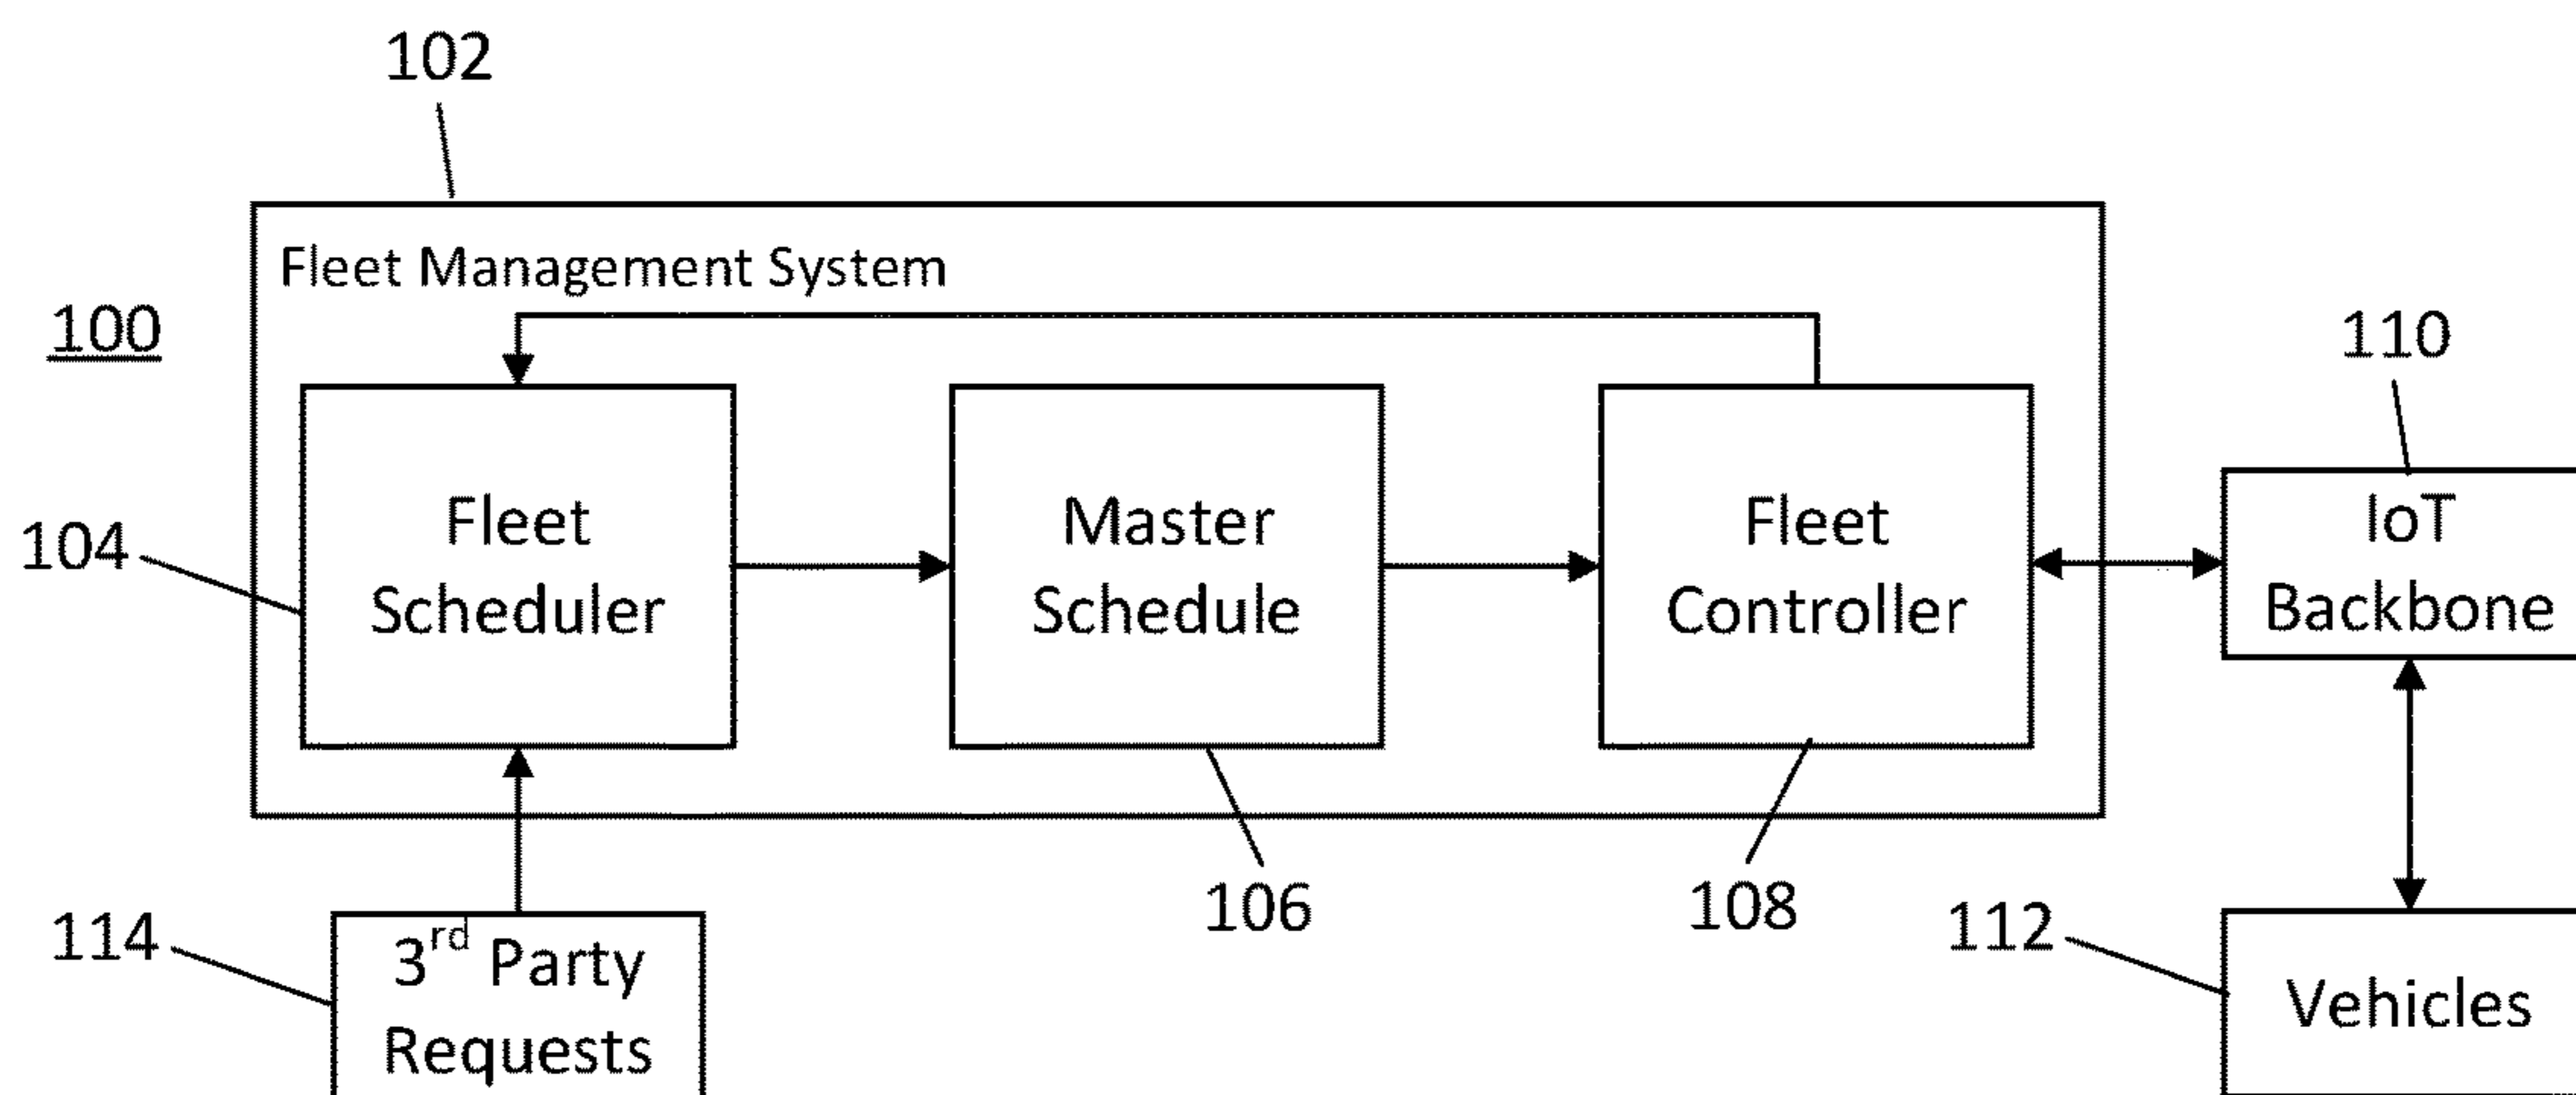 102
Fleet Management System
100
110
Fleet
Scheduler
Master
Schedule
Fleet
Controller
IoT
Backbone
104
106
108
112
114
3rd Party
Requests
Vehicles